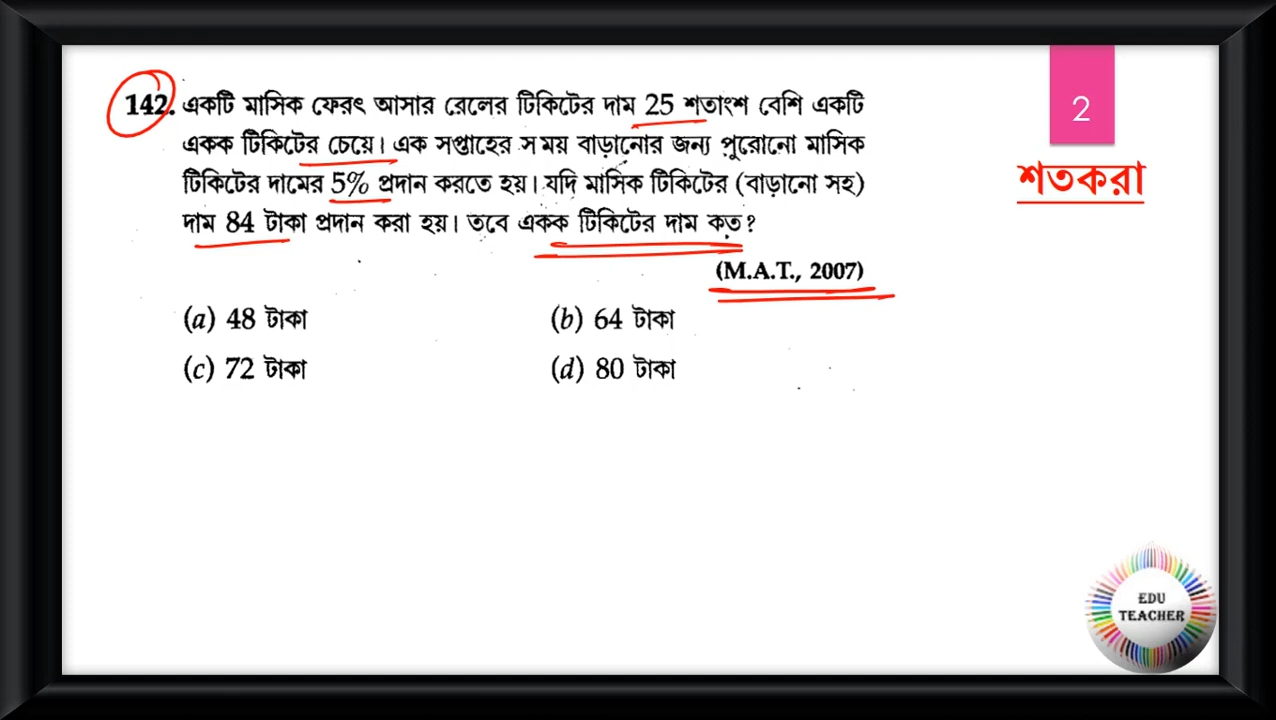 142. একটি মাসিক ফেরৎ আসার রেলের টিকিটের দাম 25 শতাংশ বেশি একটি
একক টিকিটের চেয়ে। এক সপ্তাহের সময় বাড়ানোর জন্য পুরোনো মাসিক
টিকিটের দামের 5% প্রদান করতে হয়। যদি মাসিক টিকিটের (বাড়ানো সহ)
দাম 84 টাকা প্রদান করা হয়। তবে একক টিকিটের দাম কত?
(M.A.T., 2007)
(a) 48 টাকা (b) 64 টাকা
(c) 72 টাকা (d) 80 টাকা
2
শতকরা
EDU
TEACHER